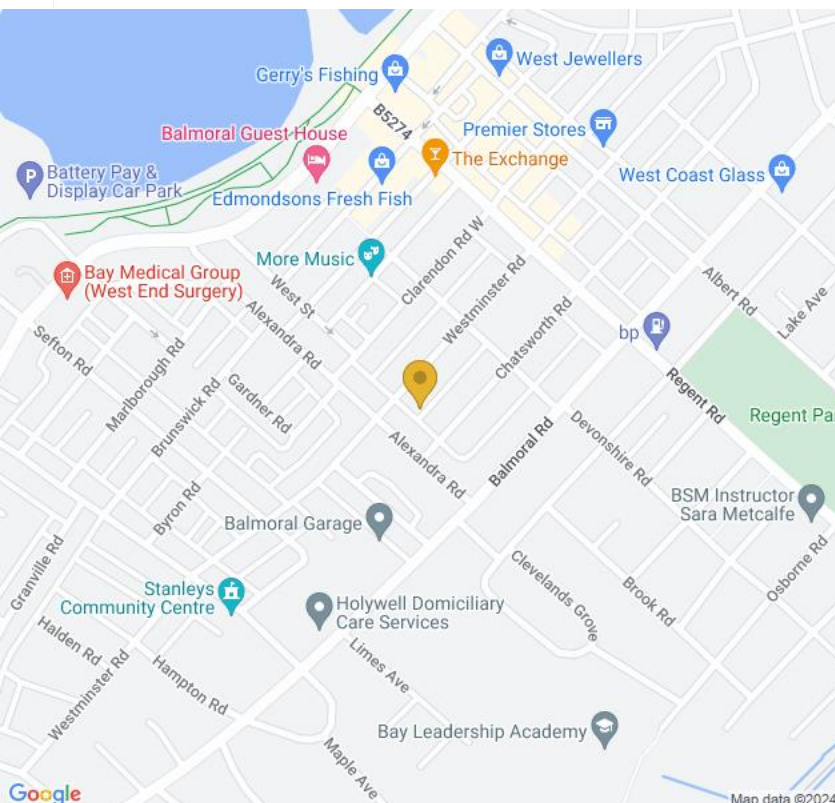 West Jewellers
Gerry's Fishing
B5274
Balmoral Guest House
Premier Stores
The Exchange
Battery Pay &
Display Car Park
Edmondsons Fresh Fish
West Coast Glass
More Music
Clarendon Rd W
Bay Medical Group
(West End Surgery)
West St
Westminster Rd
Albert Rd
Lake Ave
Alexandra Rd
Chatsworth Rd
bp
Sefton Rd
Marlborough Rd
Regent Rd
Brunswick Rd
Gardner Rd
Regent Pa
Devonshire Rd
Balmoral Rd
Alexandra Rd
BSM Instructor
Sara Metcalfe
Byron Rd
Balmoral Garage
Granville Rd
Osborne Rd
Clevelands Grove
Brook Rd
Stanleys
Community Centre
Holywell Domiciliary
Care Services
Halden Rd
Westminster Rd
Hampton Rd
Limes Ave
Bay Leadership Academy
Maple Ave
Google
Map data ©2024